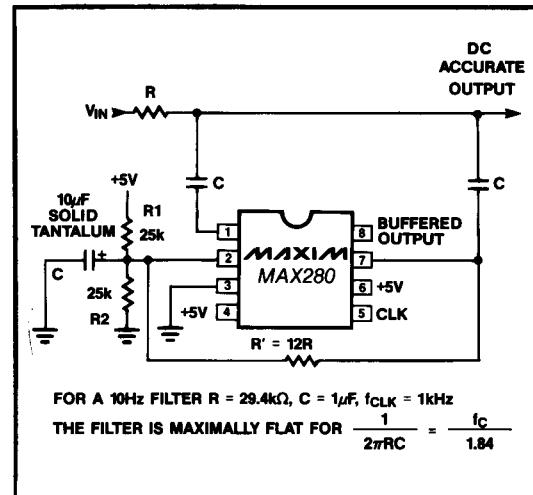 DC
ACCURATE
OUTPUT
R
VIN
C
C
+5V
10µF
SOLID
TANTALUM
R1
25k
C
+
25k
R2
1
2
3
4
+5V
MAXIM
MAX280
8 BUFFERED
OUTPUT
7
6 +5V
5 CLK
R' = 12R
FOR A 10Hz FILTER R = 29.4kΩ, C = 1µF, fCLK = 1kHz
THE FILTER IS MAXIMALLY FLAT FOR 1/2πRC = fC/1.84